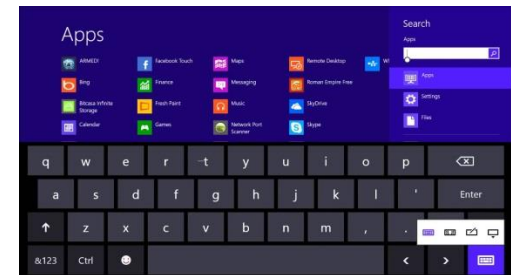 Apps
ARMED!
Bing
Bitcasa Infinite
Storage
Calendar
Facebook Touch
Finance
Fresh Paint
Games
Maps
Messaging
Music
Network Port
Scanner
Remote Desktop
Roman Empire Free
SkyDrive
Skype
W
Search
Apps
Apps
Settings
Files
q w e r t y u i o p
a s d f g h j k l ' Enter
z x c v b n m , .
&123 Ctrl < >